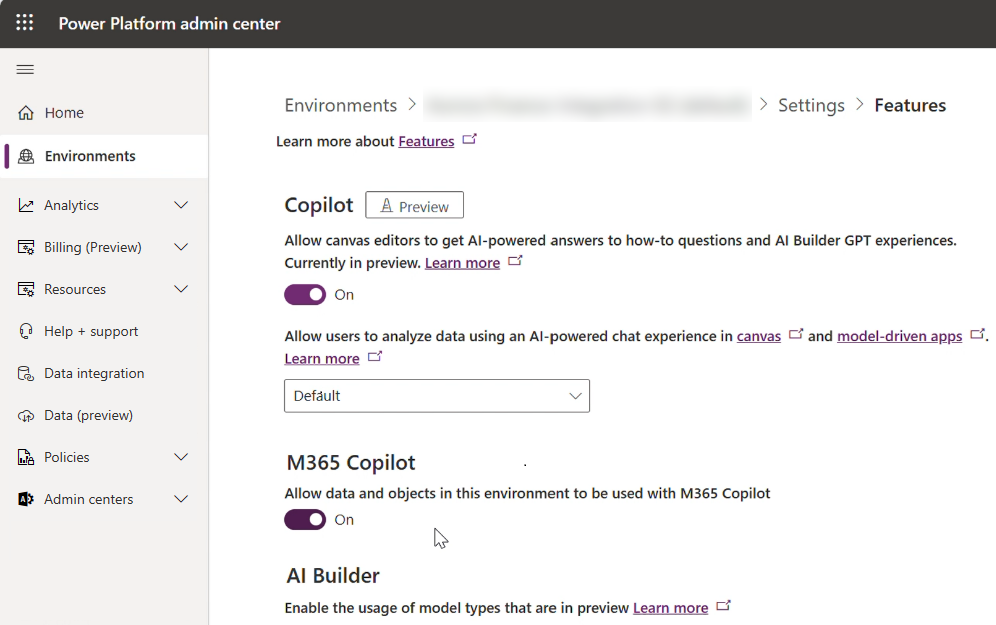 Power Platform admin center
Home
Environments
Analytics
Billing (Preview)
Resources
Help + support
Data integration
Data (preview)
Policies
Admin centers
Environments > > Settings > Features
Learn more about Features
Copilot Preview
Allow canvas editors to get AI-powered answers to how-to questions and AI Builder GPT experiences.
Currently in preview. Learn more
On
Allow users to analyze data using an AI-powered chat experience in canvas and model-driven apps.
Learn more
Default
M365 Copilot
Allow data and objects in this environment to be used with M365 Copilot
On
AI Builder
Enable the usage of model types that are in preview Learn more